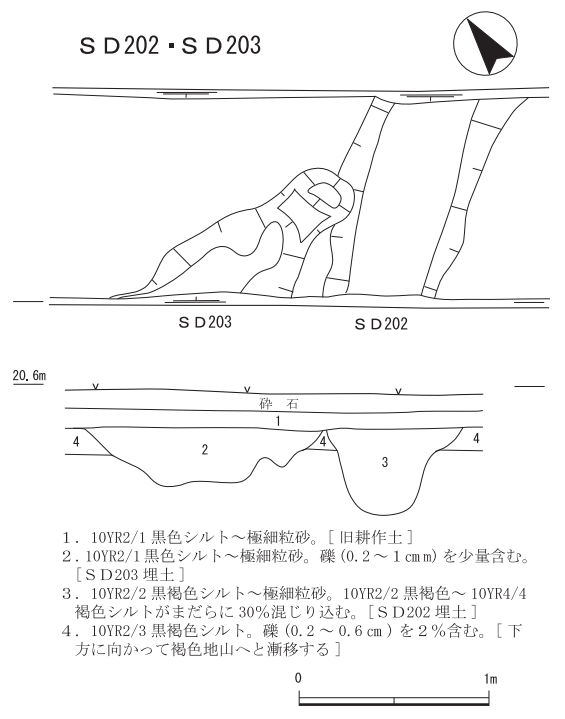 ＳＤ202・ＳＤ203
ＳＤ203
ＳＤ202
20.6m
砕 石
1
4
2
4
3
4
１．10YR2/1 黒色シルト～極細粒砂。［ 旧耕作土 ］
２．10YR2/1 黒色シルト～極細粒砂。礫（0.2 ～ 1 cm m）を少量含む。
［ＳＤ203 埋土 ］
３．10YR2/2 黒褐色シルト～極細粒砂。10YR2/2 黒褐色～ 10YR4/4
褐色シルトがまだらに 30% 混じり込む。［ＳＤ202 埋土 ］
４．10YR2/3 黒褐色シルト。礫（0.2 ～ 0.6 cm ）を２％含む。［ 下
方に向かって褐色地山へと漸移する ］
0
1m